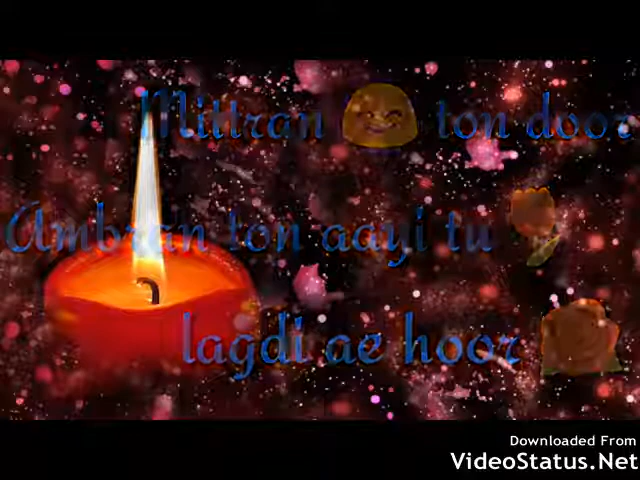 Mittran ton door
Ambran ton aayi tu
lagdi ae hoor
Downloaded From
VideoStatus.Net